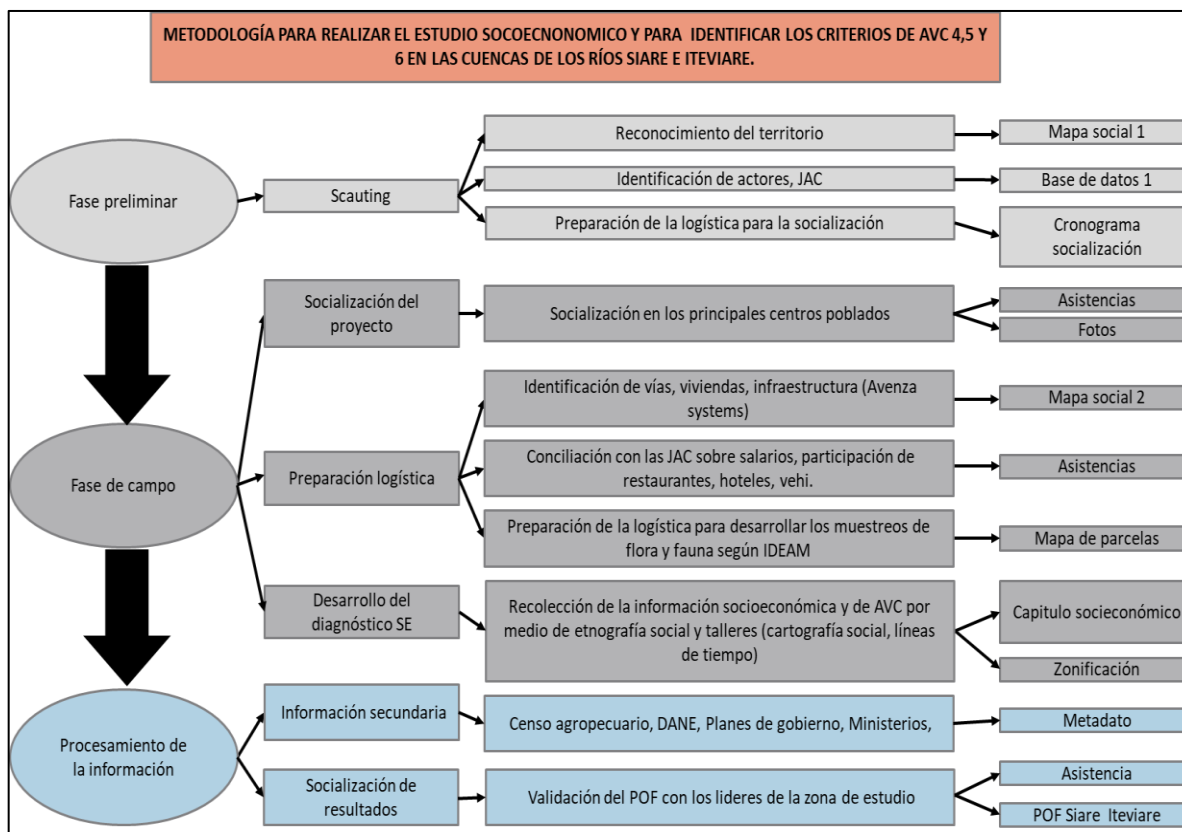 METODOLOGÍA PARA REALIZAR EL ESTUDIO SOCOECNONOMICO Y PARA IDENTIFICAR LOS CRITERIOS DE AVC 4,5 Y
6 EN LAS CUENCAS DE LOS RÍOS SIARE E ITEVIARE.
Fase preliminar
Scauting
Reconocimiento del territorio
Mapa social 1
Identificación de actores, JAC
Base de datos 1
Preparación de la logística para la socialización
Cronograma
socialización
Fase de campo
Socialización del
proyecto
Socialización en los principales centros poblados
Asistencias
Fotos
Preparación logística
Identificación de vías, viviendas, infraestructura (Avenza
systems)
Mapa social 2
Conciliación con las JAC sobre salarios, participación de
restaurantes, hoteles, vehi.
Asistencias
Preparación de la logística para desarrollar los muestreos de
flora y fauna según IDEAM
Mapa de parcelas
Desarrollo del
diagnóstico SE
Recolección de la información socioeconómica y de AVC por
medio de etnografía social y talleres (cartografía social, líneas
de tiempo)
Capitulo socieconómico
Zonificación
Procesamiento de
la información
Información secundaria
Censo agropecuario, DANE, Planes de gobierno, Ministerios,
Metadato
Socialización de
resultados
Validación del POF con los lideres de la zona de estudio
Asistencia
POF Siare Iteviare